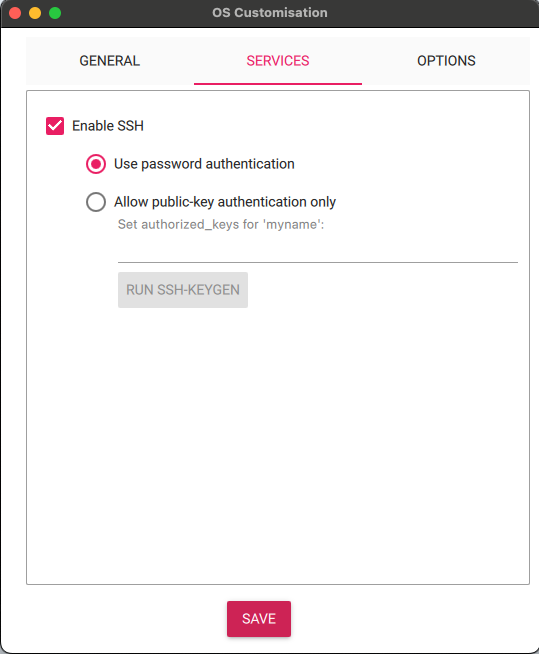 OS Customisation
GENERAL SERVICES OPTIONS
Enable SSH
Use password authentication
Allow public-key authentication only
Set authorized_keys for 'myname':
RUN SSH-KEYGEN
SAVE